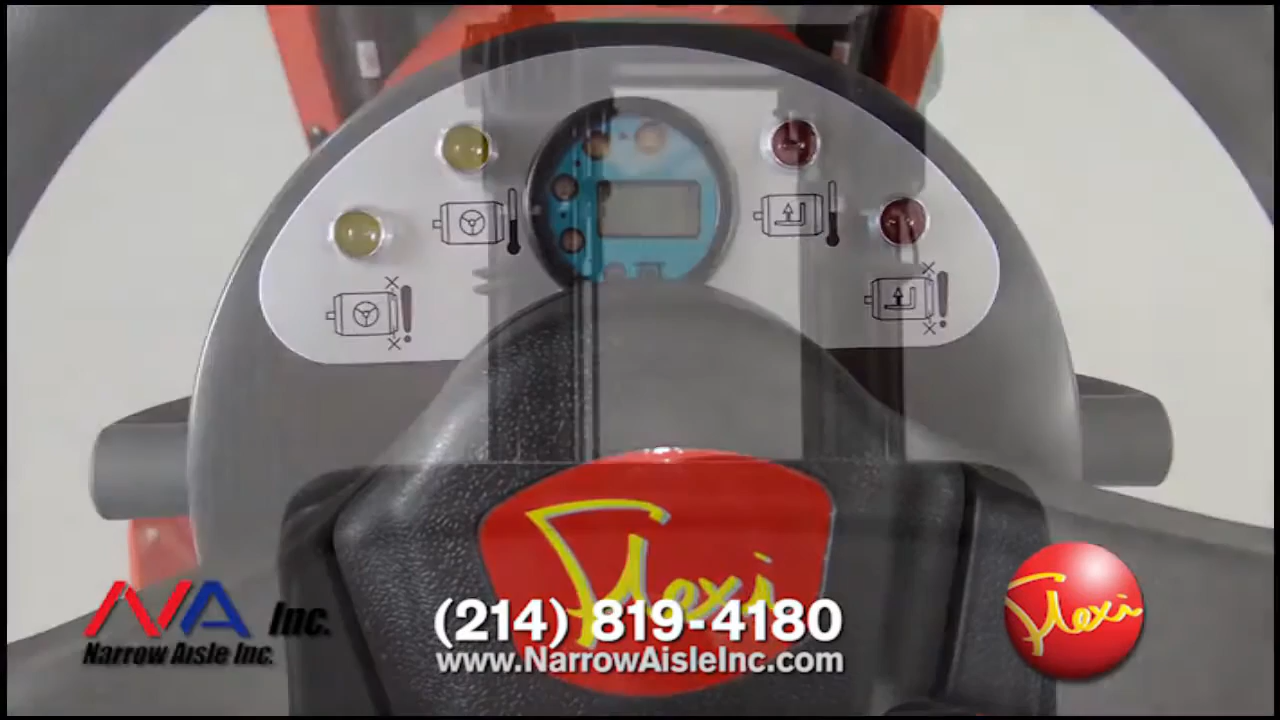 Flexi
NA Inc.
Narrow Aisle Inc.
(214) 819-4180
www.NarrowAisleInc.com
Flexi